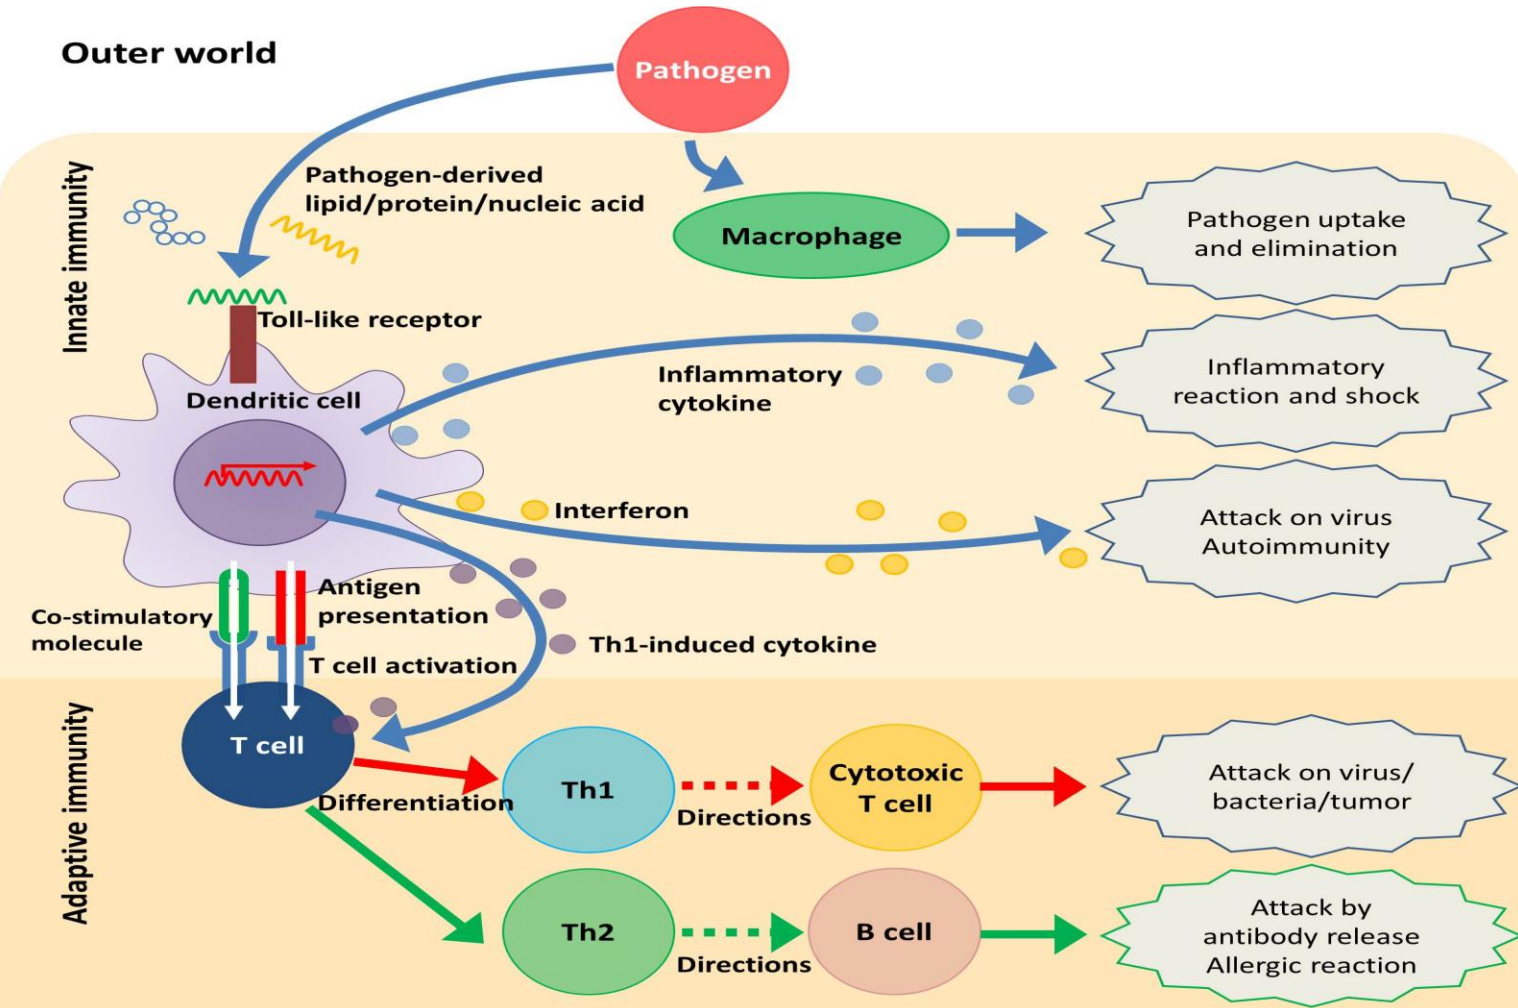 Outer world
Pathogen
Innate immunity
Pathogen-derived
lipid/protein/nucleic acid
Macrophage
Pathogen uptake
and elimination
Toll-like receptor
Dendritic cell
Inflammatory
cytokine
Inflammatory
reaction and shock
Interferon
Attack on virus
Autoimmunity
Co-stimulatory
molecule
Antigen
presentation
T cell activation
Th1-induced cytokine
Adaptive immunity
T cell
Differentiation
Th1
Directions
Cytotoxic
T cell
Attack on virus/
bacteria/tumor
Th2
Directions
B cell
Attack by
antibody release
Allergic reaction